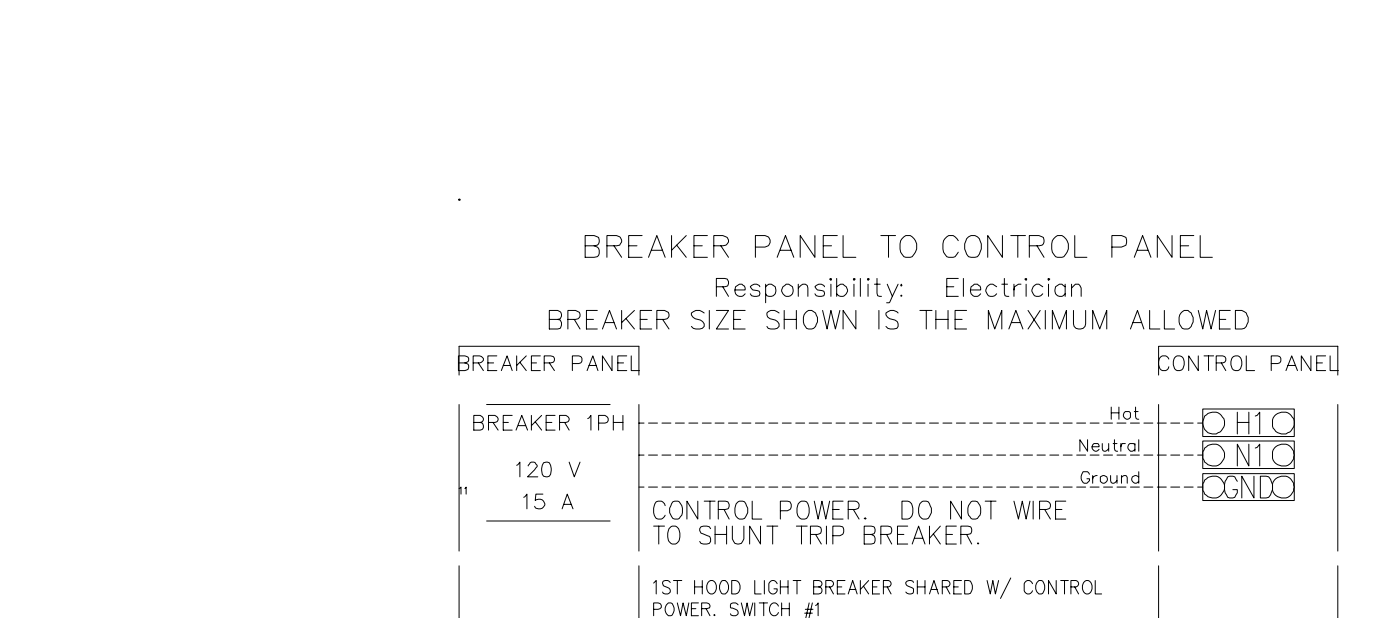 BREAKER PANEL TO CONTROL PANEL
Responsibility: Electrician
BREAKER SIZE SHOWN IS THE MAXIMUM ALLOWED
BREAKER PANEL
CONTROL PANEL
BREAKER 1PH
120 V
15 A
11
Hot
H1
Neutral
N1
Ground
GND
CONTROL POWER. DO NOT WIRE
TO SHUNT TRIP BREAKER.
1ST HOOD LIGHT BREAKER SHARED W/ CONTROL
POWER. SWITCH #1